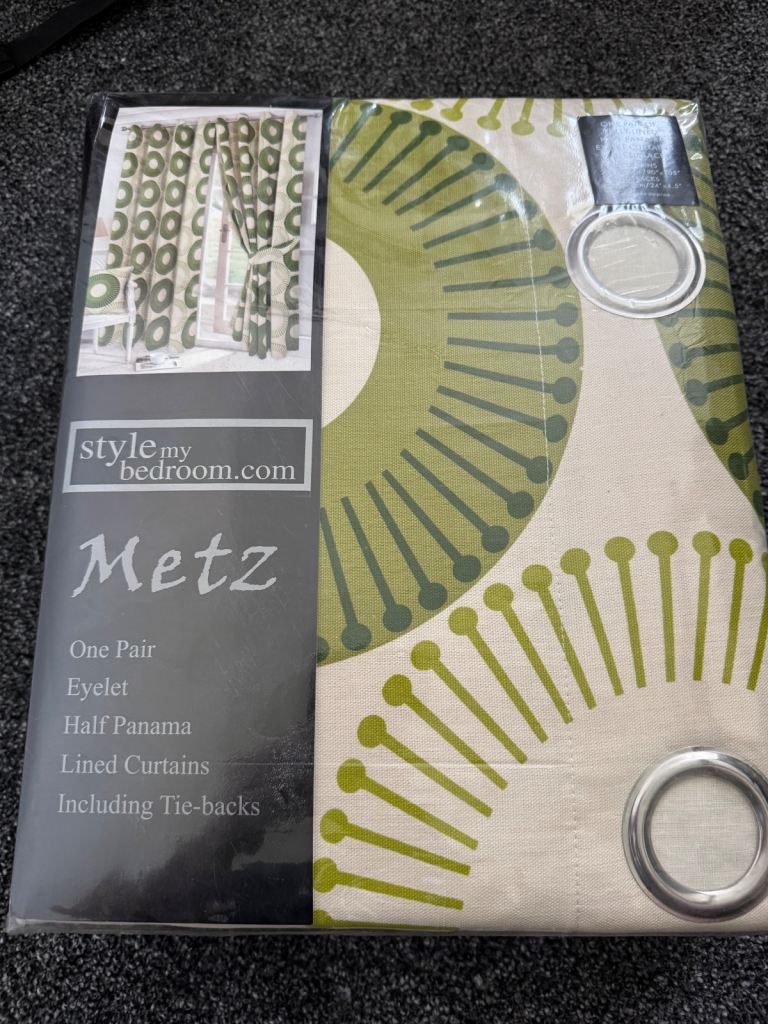 style my
bedroom.com
Metz
One Pair
Eyelet
Half Panama
Lined Curtains
Including Tie-backs